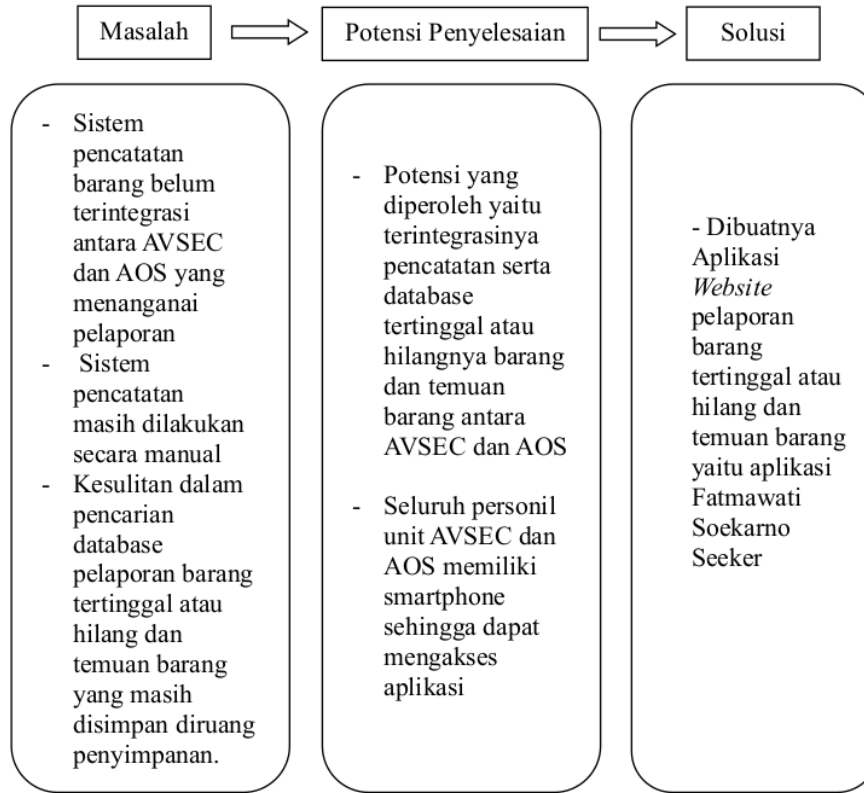 Masalah
Potensi Penyelesaian
Solusi
- Sistem
pencatatan
barang belum
terintegrasi
antara AVSEC
dan AOS yang
menanganai
pelaporan
- Sistem
pencatatan
masih dilakukan
secara manual
- Kesulitan dalam
pencarian
database
pelaporan barang
tertinggal atau
hilang dan
temuan barang
yang masih
disimpan diruang
penyimpanan.
- Potensi yang
diperoleh yaitu
terintegrasinya
pencatatan serta
database
tertinggal atau
hilangnya barang
dan temuan
barang antara
AVSEC dan AOS
- Seluruh personil
unit AVSEC dan
AOS memiliki
smartphone
sehingga dapat
mengakses
aplikasi
- Dibuatnya
Aplikasi
Website
pelaporan
barang
tertinggal atau
hilang dan
temuan barang
yaitu aplikasi
Fatmawati
Soekarno
Seeker